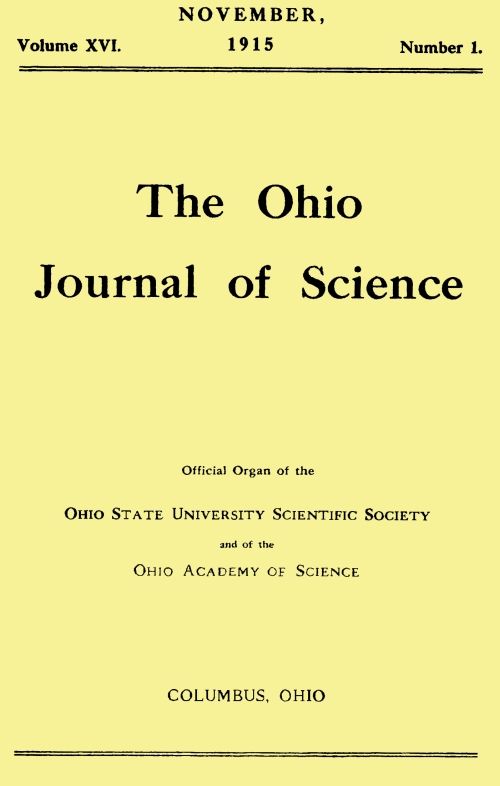 NOVEMBER,
Volume XVI. 1915 Number 1.
The Ohio
Journal of Science
Official Organ of the
OHIO STATE UNIVERSITY SCIENTIFIC SOCIETY
and of the
OHIO ACADEMY OF SCIENCE
COLUMBUS, OHIO